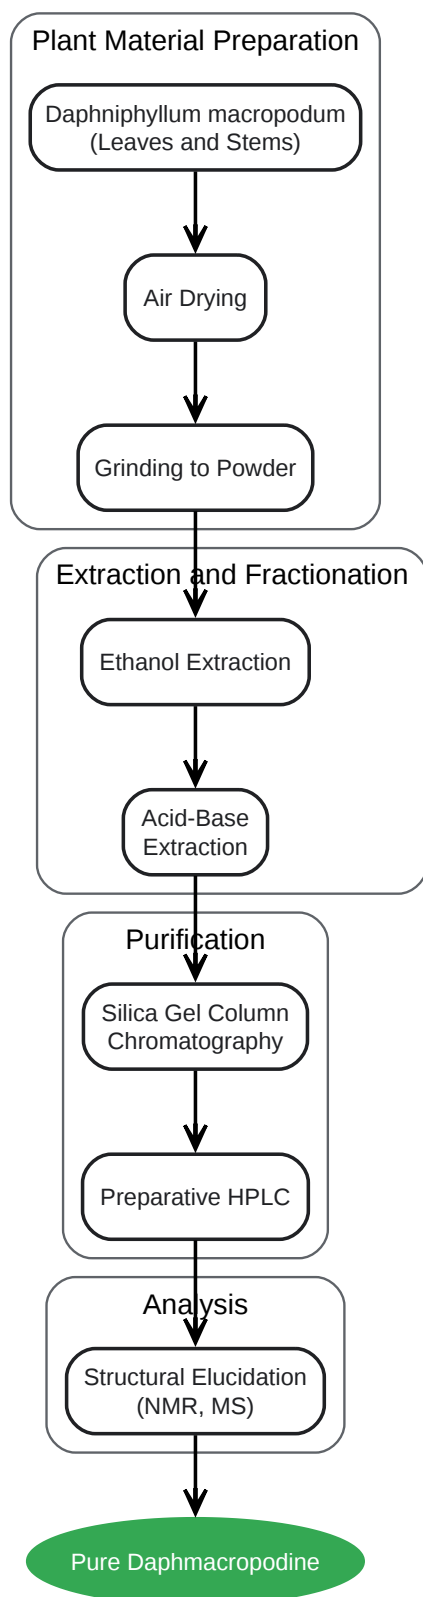 Plant Material Preparation
Daphniphyllum macropodum
(Leaves and Stems)
Air Drying
Grinding to Powder
Extraction and Fractionation
Ethanol Extraction
Acid-Base
Extraction
Purification
Silica Gel Column
Chromatography
Preparative HPLC
Analysis
Structural Elucidation
(NMR, MS)
Pure Daphmacropodine